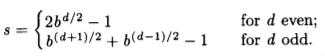 s = { 2b^{d/2} − 1 for d even;
b^{(d+1)/2} + b^{(d−1)/2} − 1 for d odd.